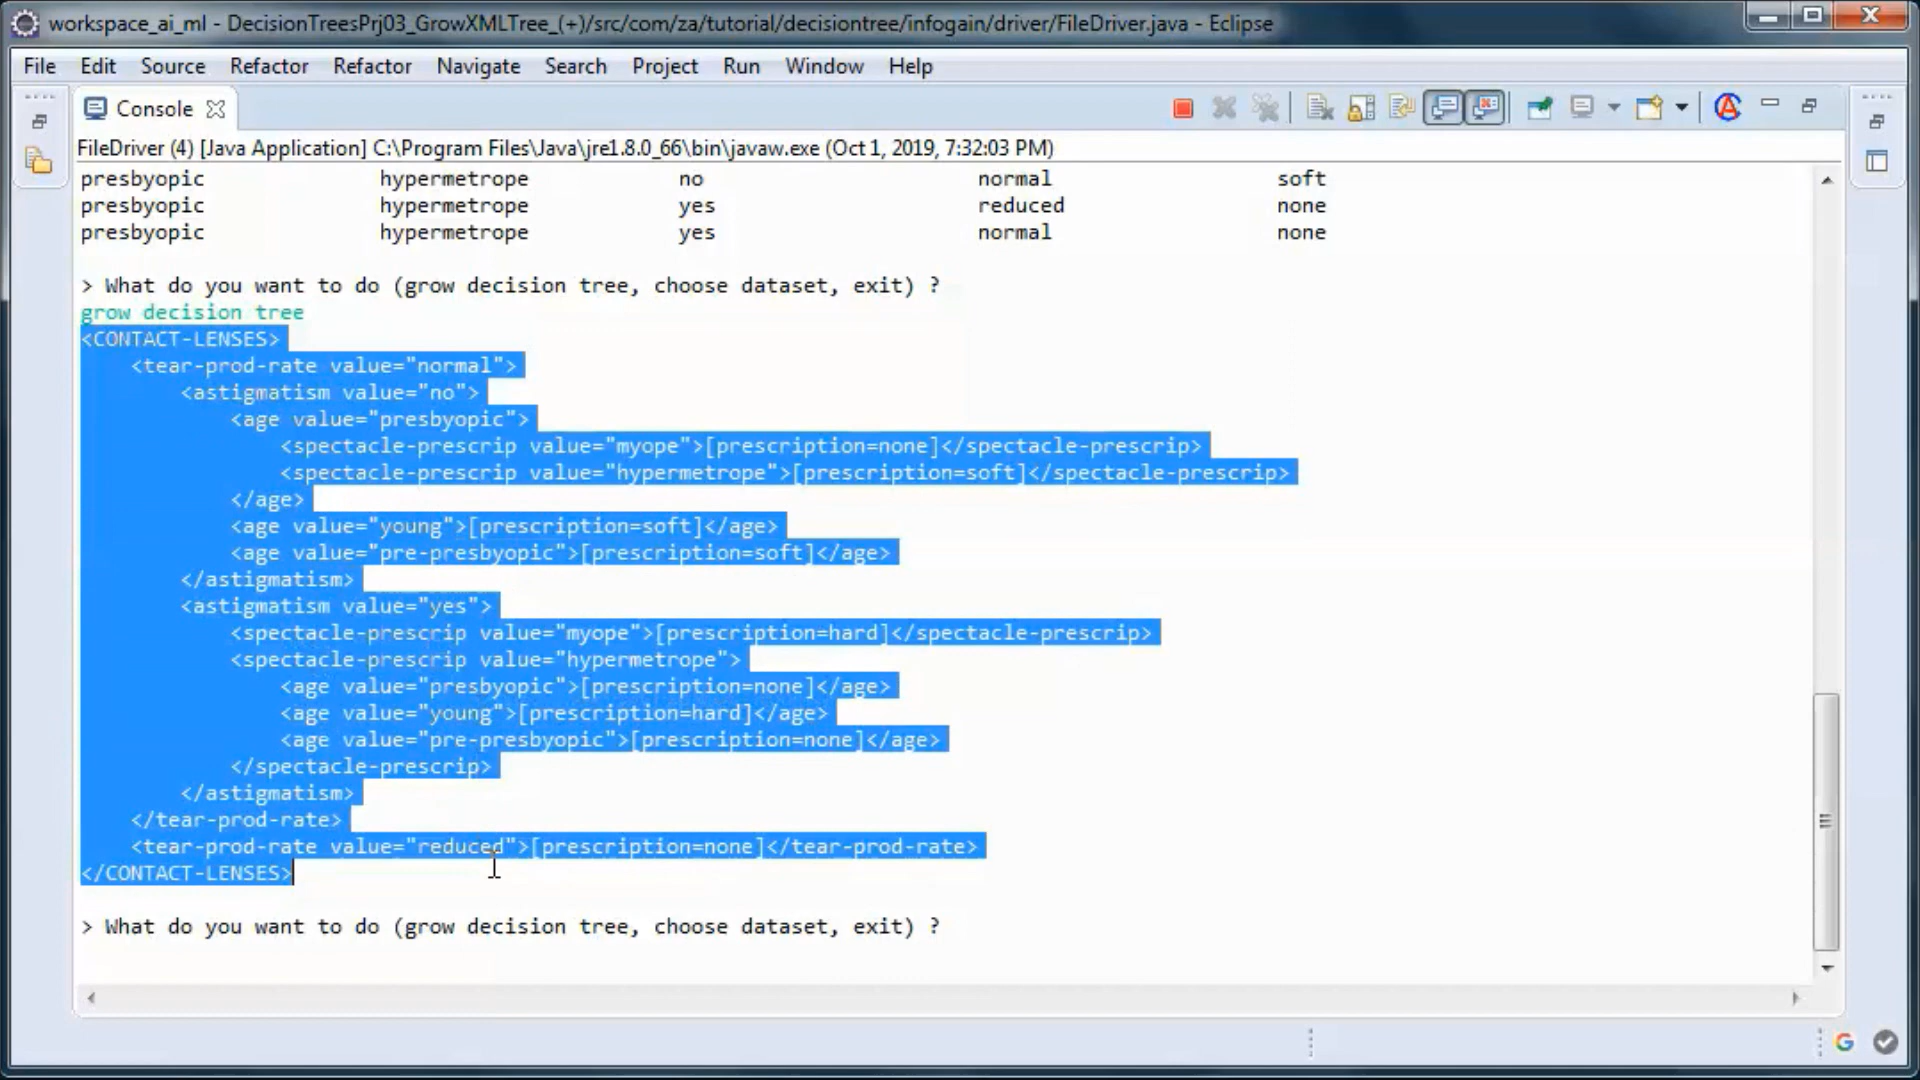 workspace_ai_ml - DecisionTreesPrj03_GrowXMLTree_(+)/src/com/za/tutorial/decisiontree/infogain/driver/FileDriver.java - Eclipse
File Edit Source Refactor Refactor Navigate Search Project Run Window Help
Console
FileDriver (4) [Java Application] C:\Program Files\Java\jre1.8.0_66\bin\javaw.exe (Oct 1, 2019, 7:32:03 PM)
presbyopic hypermetrope no normal soft
presbyopic hypermetrope yes reduced none
presbyopic hypermetrope yes normal none
> What do you want to do (grow decision tree, choose dataset, exit) ?
grow decision tree
<CONTACT-LENSES>
<tear-prod-rate value="normal">
<astigmatism value="no">
<age value="presbyopic">
<spectacle-prescrip value="myope">[prescription=none]</spectacle-prescrip>
<spectacle-prescrip value="hypermetrope">[prescription=soft]</spectacle-prescrip>
</age>
<age value="young">[prescription=soft]</age>
<age value="pre-presbyopic">[prescription=soft]</age>
</astigmatism>
<astigmatism value="yes">
<spectacle-prescrip value="myope">[prescription=hard]</spectacle-prescrip>
<spectacle-prescrip value="hypermetrope">
<age value="presbyopic">[prescription=none]</age>
<age value="young">[prescription=hard]</age>
<age value="pre-presbyopic">[prescription=none]</age>
</spectacle-prescrip>
</astigmatism>
</tear-prod-rate>
<tear-prod-rate value="reduced">[prescription=none]</tear-prod-rate>
</CONTACT-LENSES>
> What do you want to do (grow decision tree, choose dataset, exit) ?